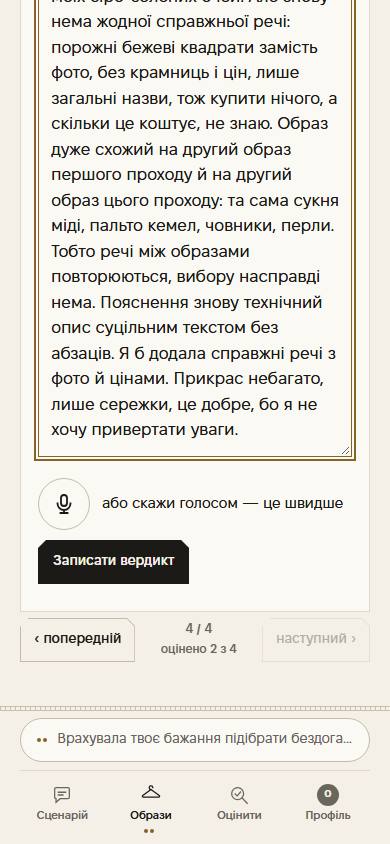 нема жодної справжньої речі:
порожні бежеві квадрати замість
фото, без крамниць і цін, лише
загальні назви, тож купити нічого, а
скільки це коштує, не знаю. Образ
дуже схожий на другий образ
першого проходу й на другий
образ цього проходу: та сама сукня
міді, пальто кемел, човники, перли.
Тобто речі між образами
повторюються, вибору насправді
нема. Пояснення знову технічний
опис суцільним текстом без
абзаців. Я б додала справжні речі з
фото й цінами. Прикрас небагато,
лише сережки, це добре, бо я не
хочу привертати уваги.
або скажи голосом — це швидше
Записати вердикт
‹ попередній
4 / 4
оцінено 2 з 4
наступний ›
Врахувала твоє бажання підібрати бездога...
Сценарій
Образи
Оцінити
О
Профіль